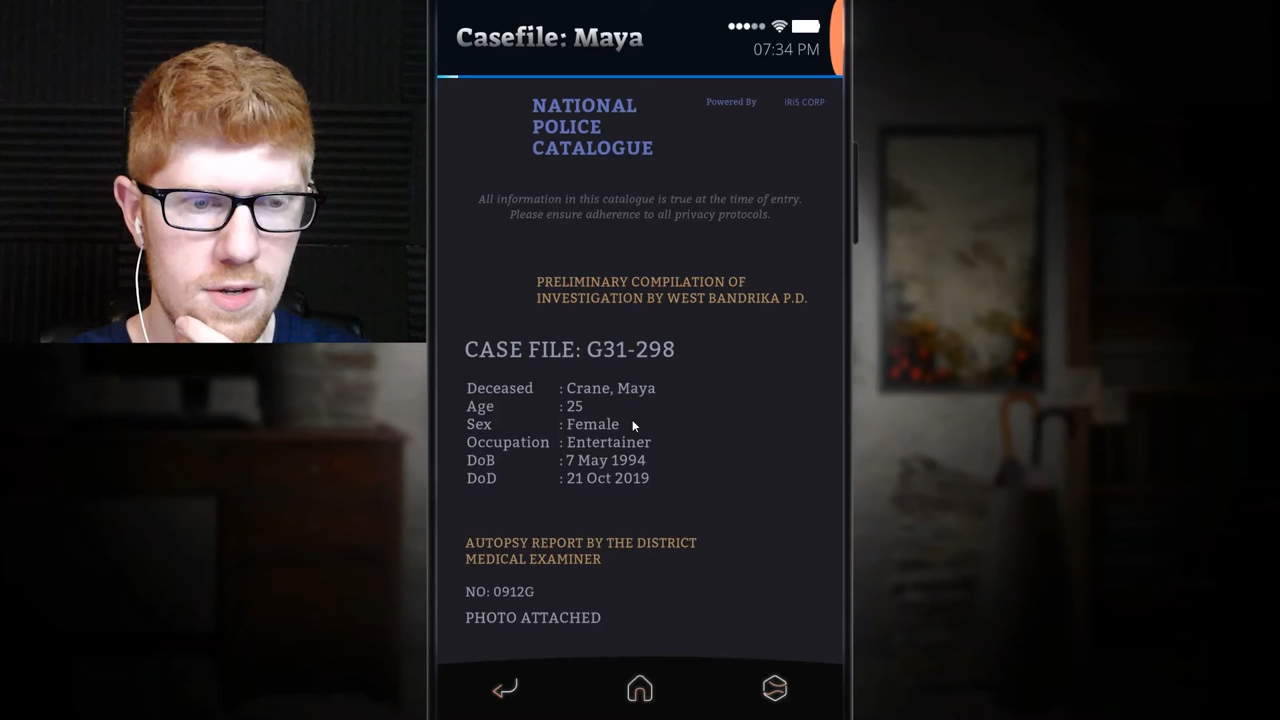 Casefile: Maya
07:34 PM
NATIONAL
POLICE
CATALOGUE
Powered By IRIS CORP
All information in this catalogue is true at the time of entry.
Please ensure adherence to all privacy protocols.
PRELIMINARY COMPILATION OF
INVESTIGATION BY WEST BANDRIKA P.D.
CASE FILE: G31-298
Deceased : Crane, Maya
Age : 25
Sex : Female
Occupation : Entertainer
DoB : 7 May 1994
DoD : 21 Oct 2019
AUTOPSY REPORT BY THE DISTRICT
MEDICAL EXAMINER
NO: 0912G
PHOTO ATTACHED